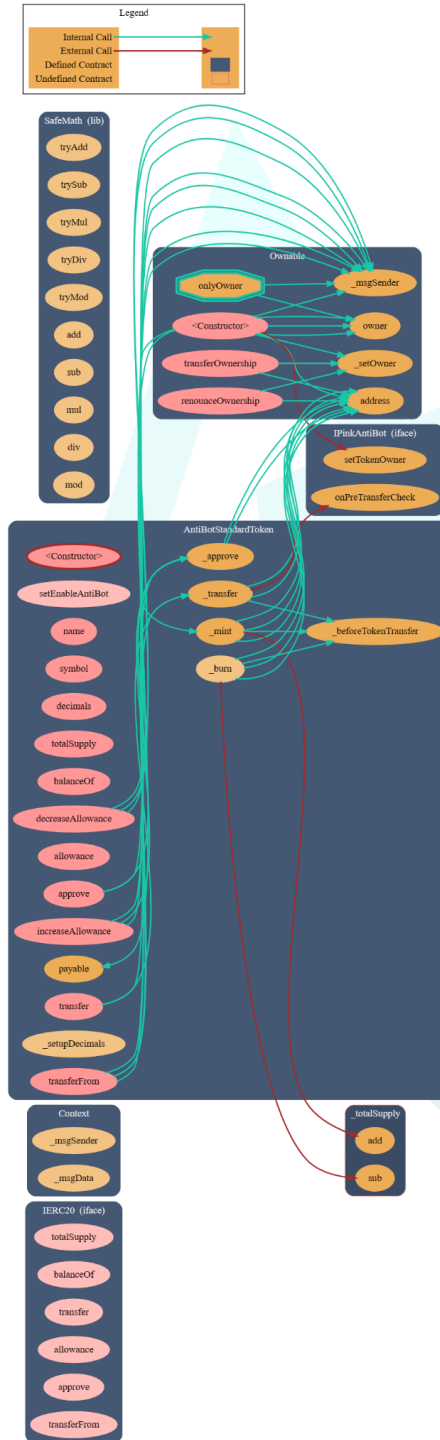 Legend
Internal Call
External Call
Defined Contract
Undefined Contract
SafeMath (lib)
tryAdd
trySub
tryMul
tryDiv
tryMod
add
sub
mul
div
mod
Ownable
onlyOwner
<Constructor>
transferOwnership
renounceOwnership
_msgSender
owner
_setOwner
address
IPinkAntiBot (iface)
setTokenOwner
onPreTransferCheck
AntiBotStandardToken
<Constructor>
setEnableAntiBot
name
symbol
decimals
totalSupply
balanceOf
decreaseAllowance
allowance
approve
increaseAllowance
payable
transfer
_setupDecimals
transferFrom
_approve
_transfer
_mint
_burn
_beforeTokenTransfer
Context
_msgSender
_msgData
_totalSupply
add
sub
IERC20 (iface)
totalSupply
balanceOf
transfer
allowance
approve
transferFrom